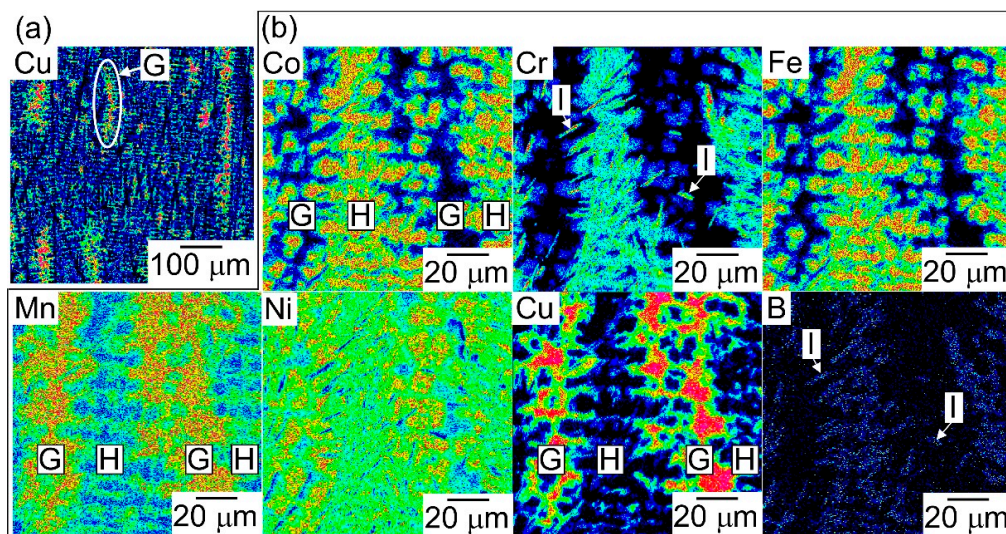 (a)
Cu
G
100 μm
(b)
Co
G H G H
20 μm
Cr
I
I
20 μm
Fe
20 μm
Mn
G H G H
20 μm
Ni
20 μm
Cu
G H G H
20 μm
B
I
I
20 μm